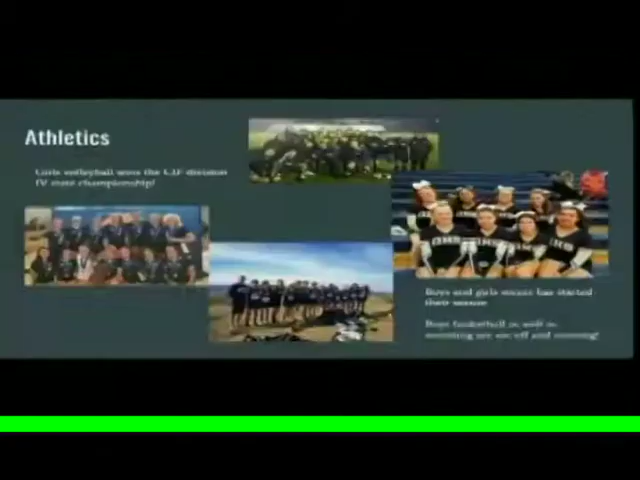 Athletics
Girls volleyball won the CIF division
IV state championship!
Boys and girls soccer has started
their season
Boys basketball as well as
wrestling are off and running!